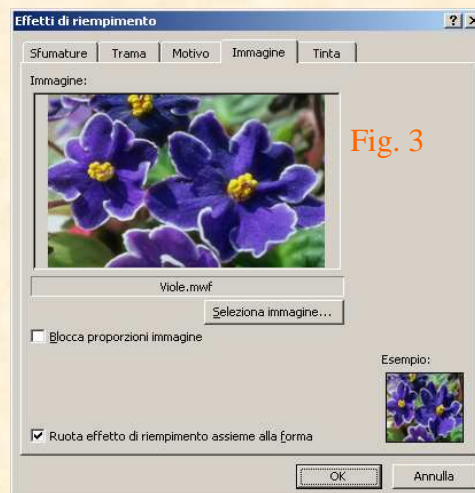 Effetti di riempimento
Sfumature Trama Motivo Immagine Tinta
Immagine:
Fig. 3
Viole.mwf
Seleziona immagine...
Blocca proporzioni immagine
Esempio:
Ruota effetto di riempimento assieme alla forma
OK Annulla